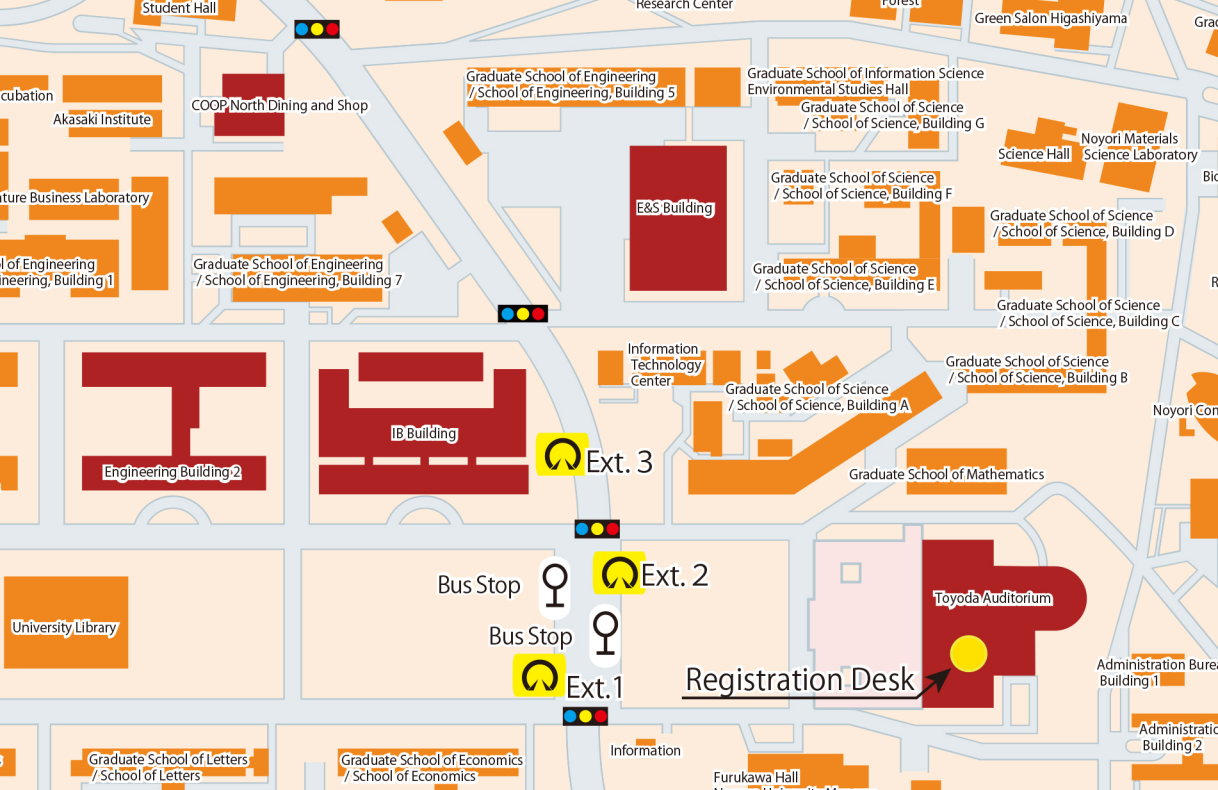 Student Hall
Research Center
Forest
Green Salon Higashiyama
Graduate School of Engineering
/ School of Engineering, Building 5
Graduate School of Information Science
Environmental Studies Hall
cubation
COOP North Dining and Shop
Akasaki Institute
Graduate School of Science
/ School of Science, Building G
Noyori Materials
Science Laboratory
Science Hall
ture Business Laboratory
E&S Building
Graduate School of Science
/ School of Science, Building F
Graduate School of Science
/ School of Science, Building D
l of Engineering
ineering, Building 1
Graduate School of Engineering
/ School of Engineering, Building 7
Graduate School of Science
/ School of Science, Building E
Graduate School of Science
/ School of Science, Building C
Information
Technology
Center
Graduate School of Science
/ School of Science, Building B
Graduate School of Science
/ School of Science, Building A
Noyori Con
IB Building
Engineering Building 2
Ext. 3
Graduate School of Mathematics
Bus Stop
Ext. 2
Toyoda Auditorium
University Library
Bus Stop
Ext.1
Registration Desk
Administration Burea
Building 1
Administratio
Building 2
Graduate School of Letters
/ School of Letters
Graduate School of Economics
/ School of Economics
Information
Furukawa Hall